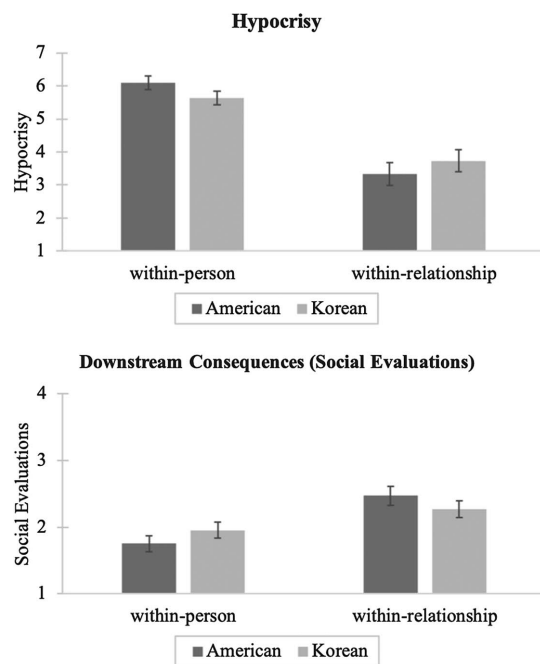 Hypocrisy
7
6
5
4
3
2
1
Hypocrisy
within-person within-relationship
American Korean
Downstream Consequences (Social Evaluations)
4
3
2
1
Social Evaluations
within-person within-relationship
American Korean